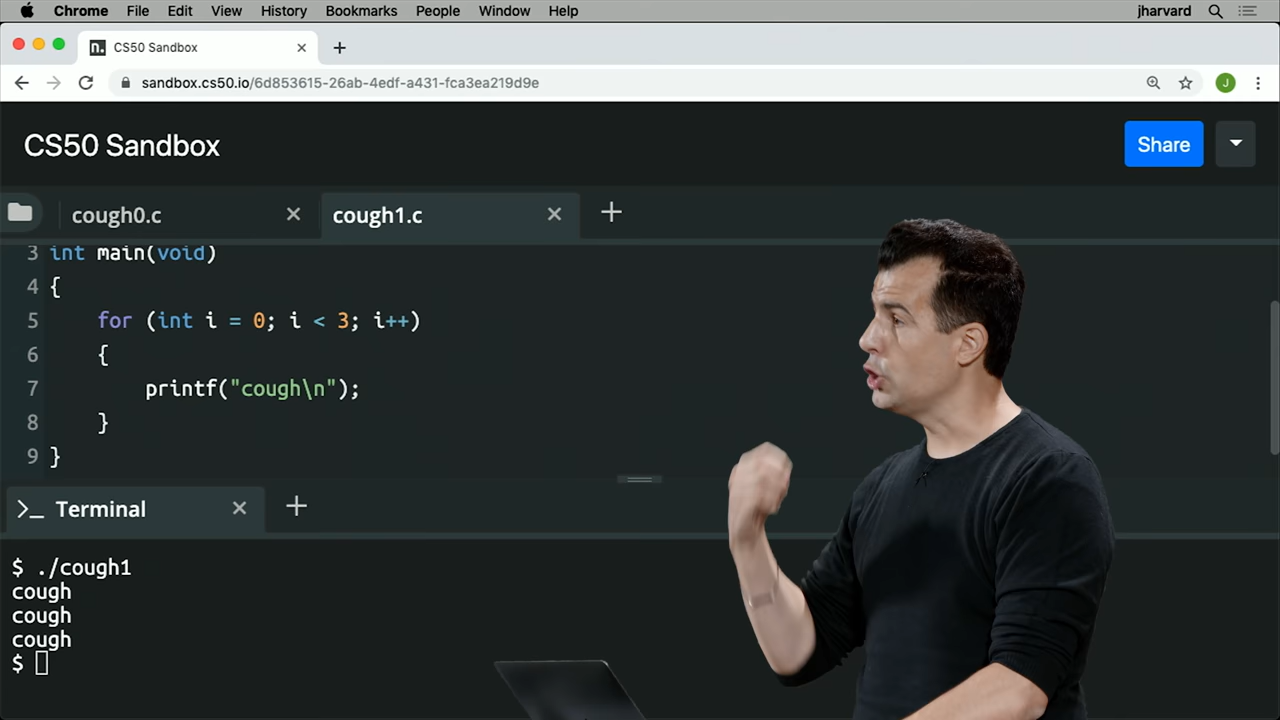 Chrome File Edit View History Bookmarks People Window Help jharvard
n. CS50 Sandbox
sandbox.cs50.io/6d853615-26ab-4edf-a431-fca3ea219d9e J
CS50 Sandbox Share
cough0.c cough1.c
3 int main(void)
4 {
5 for (int i = 0; i < 3; i++)
6 {
7 printf("cough\n");
8 }
9 }
>_ Terminal
$ ./cough1
cough
cough
cough
$